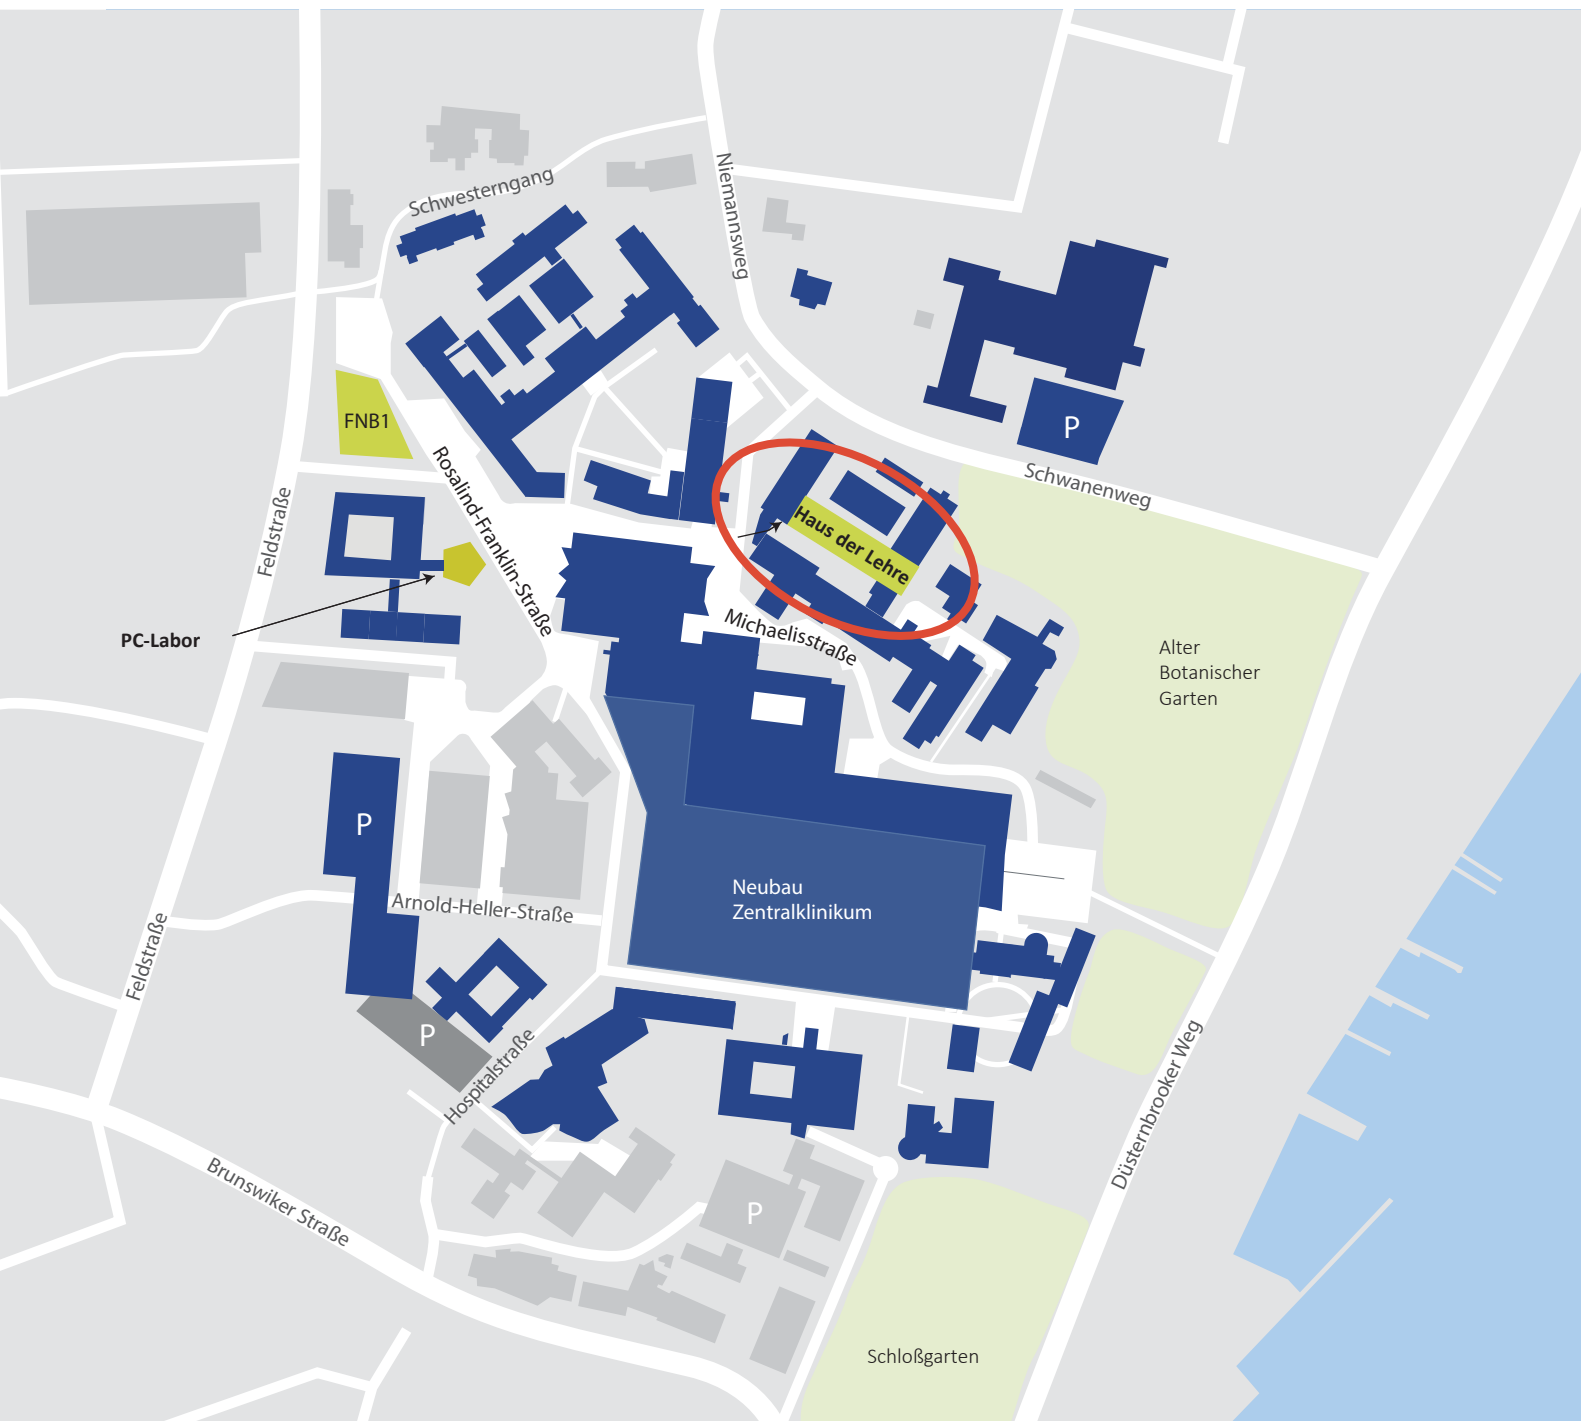 Schwesterngang
Niemannsweg
P
FNB1
Schwanenweg
Rosalind-Franklin-Straße
Feldstraße
Haus der Lehre
PC-Labor
Michaelisstraße
Alter
Botanischer
Garten
P
Neubau
Zentralklinikum
Arnold-Heller-Straße
Feldstraße
P
Hospitalstraße
Düsternbrooker Weg
Brunswiker Straße
P
Schloßgarten